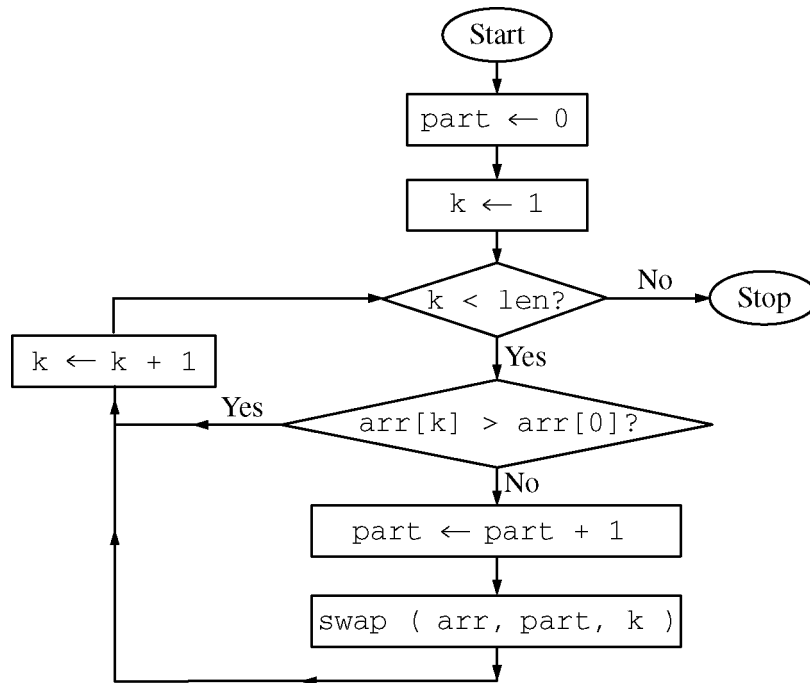 Start
part ← 0
k ← 1
k < len?
No
Stop
Yes
k ← k + 1
arr[k] > arr[0]?
Yes
No
part ← part + 1
swap ( arr, part, k )